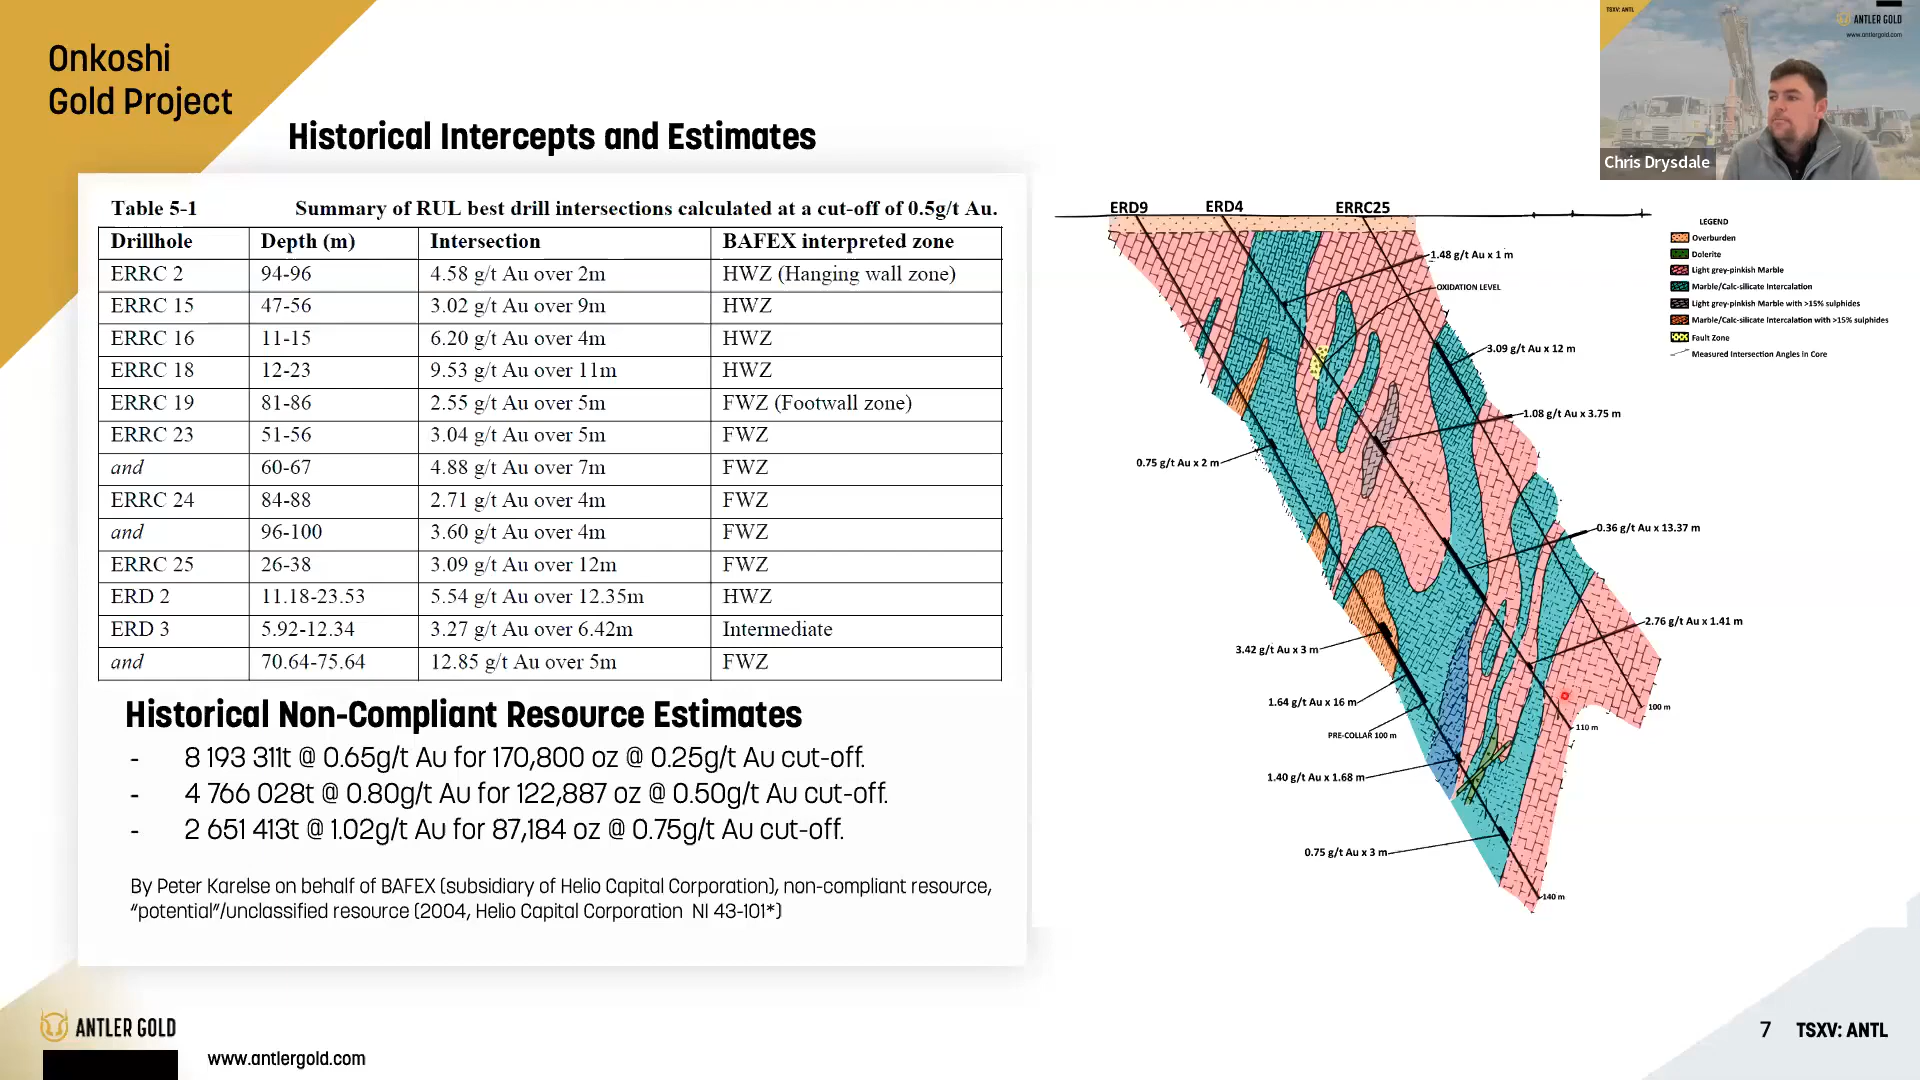 Onkoshi
Gold Project
Historical Intercepts and Estimates
Table 5-1 Summary of RUL best drill intersections calculated at a cut-off of 0.5g/t Au.
Drillhole Depth (m) Intersection BAFEX interpreted zone
ERRC 2 94-96 4.58 g/t Au over 2m HWZ (Hanging wall zone)
ERRC 15 47-56 3.02 g/t Au over 9m HWZ
ERRC 16 11-15 6.20 g/t Au over 4m HWZ
ERRC 18 12-23 9.53 g/t Au over 11m HWZ
ERRC 19 81-86 2.55 g/t Au over 5m FWZ (Footwall zone)
ERRC 23 51-56 3.04 g/t Au over 5m FWZ
and 60-67 4.88 g/t Au over 7m FWZ
ERRC 24 84-88 2.71 g/t Au over 4m FWZ
and 96-100 3.60 g/t Au over 4m FWZ
ERRC 25 26-38 3.09 g/t Au over 12m FWZ
ERD 2 11.18-23.53 5.54 g/t Au over 12.35m HWZ
ERD 3 5.92-12.34 3.27 g/t Au over 6.42m Intermediate
and 70.64-75.64 12.85 g/t Au over 5m FWZ
Historical Non-Compliant Resource Estimates
- 8 193 311t @ 0.65g/t Au for 170,800 oz @ 0.25g/t Au cut-off.
- 4 766 028t @ 0.80g/t Au for 122,887 oz @ 0.50g/t Au cut-off.
- 2 651 413t @ 1.02g/t Au for 87,184 oz @ 0.75g/t Au cut-off.
By Peter Karelse on behalf of BAFEX (subsidiary of Helio Capital Corporation), non-compliant resource,
"potential"/unclassified resource (2004, Helio Capital Corporation NI 43-101*)
ERD9 ERD4 ERRC25
1.48 g/t Au x 1 m
OXIDATION LEVEL
3.09 g/t Au x 12 m
1.08 g/t Au x 3.75 m
0.75 g/t Au x 2 m
0.36 g/t Au x 13.37 m
2.76 g/t Au x 1.41 m
3.42 g/t Au x 3 m
1.64 g/t Au x 16 m
100 m
110 m
PRE-COLLAR 100 m
1.40 g/t Au x 1.68 m
0.75 g/t Au x 3 m
140 m
LEGEND
Overburden
Dolerite
Light grey-pinkish Marble
Marble/Calc-silicate Intercalation
Light grey-pinkish Marble with >15% sulphides
Marble/Calc-silicate Intercalation with >15% sulphides
Fault Zone
Measured Intersection Angles in Core
TSXV: ANTL
ANTLER GOLD
www.antlergold.com
Chris Drysdale
ANTLER GOLD
www.antlergold.com
7 TSXV: ANTL